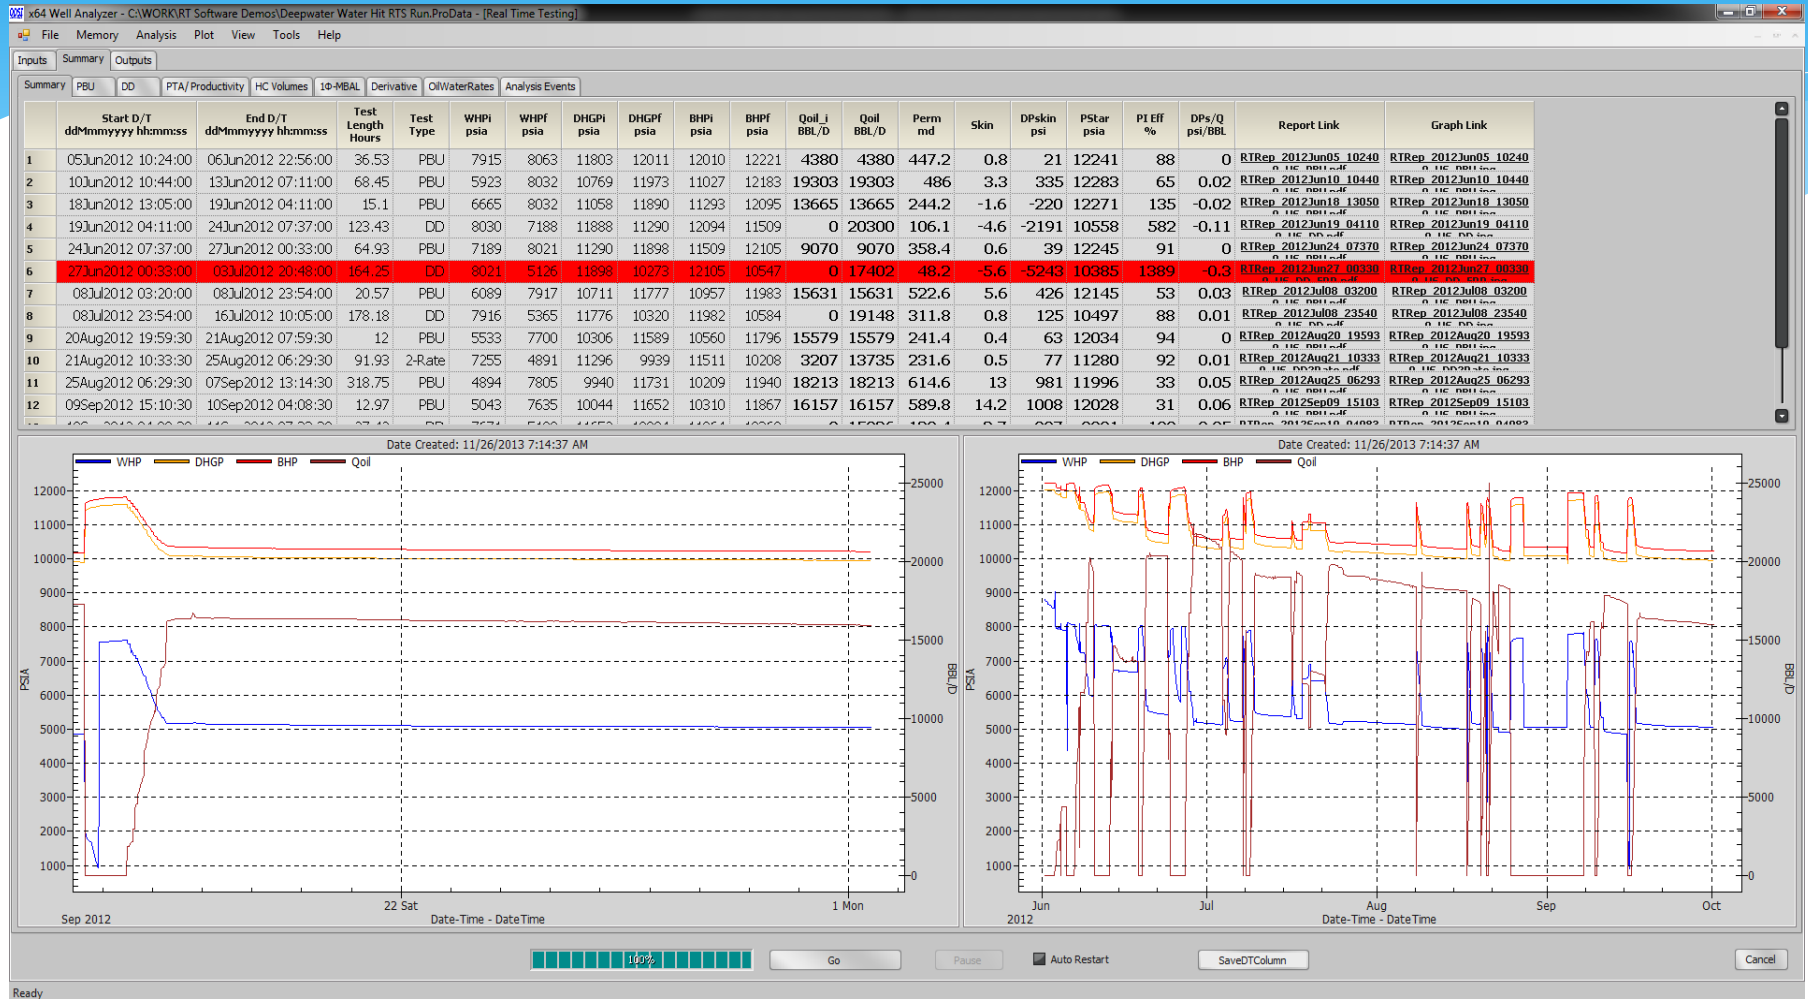 x64 Well Analyzer - C:\WORK\RT Software Demos\Deepwater Water Hit RTS Run.ProData - [Real Time Testing]
File Memory Analysis Plot View Tools Help
Inputs Summary Outputs
Summary PBU DD PTA/Productivity HC Volumes 1Φ-MBAL Derivative OilWaterRates Analysis Events
Start D/T ddMmmyyyy hh:mm:ss End D/T ddMmmyyyy hh:mm:ss Test Length Hours Test Type WHPi psia WHPf psia DHGPi psia DHGPf psia BHPi psia BHPf psia Qoil_i BBL/D Qoil BBL/D Perm md Skin DPskin psi PStar psia PI Eff % DPs/Q psi/BBL Report Link Graph Link
1 05Jun2012 10:24:00 06Jun2012 22:56:00 36.53 PBU 7915 8063 11803 12011 12010 12221 4380 4380 447.2 0.8 21 12241 88 0 RTRep_2012Jun05_10240 RTRep_2012Jun05_10240
2 10Jun2012 10:44:00 13Jun2012 07:11:00 68.45 PBU 5923 8032 10769 11973 11027 12183 19303 19303 486 3.3 335 12283 65 0.02 RTRep_2012Jun10_10440 RTRep_2012Jun10_10440
3 18Jun2012 13:05:00 19Jun2012 04:11:00 15.1 PBU 6665 8032 11058 11890 11293 12095 13665 13665 244.2 -1.6 -220 12271 135 -0.02 RTRep_2012Jun18_13050 RTRep_2012Jun18_13050
4 19Jun2012 04:11:00 24Jun2012 07:37:00 123.43 DD 8030 7188 11888 11290 12094 11509 0 20300 106.1 -4.6 -2191 10558 582 -0.11 RTRep_2012Jun19_04110 RTRep_2012Jun19_04110
5 24Jun2012 07:37:00 27Jun2012 00:33:00 64.93 PBU 7189 8021 11290 11898 11509 12105 9070 9070 358.4 0.6 39 12245 91 0 RTRep_2012Jun24_07370 RTRep_2012Jun24_07370
6 27Jun2012 00:33:00 03Jul2012 20:48:00 164.25 DD 8021 5126 11898 10273 12105 10547 0 17402 48.2 -5.6 -5243 10385 1389 -0.3 RTRep_2012Jun27_00330 RTRep_2012Jun27_00330
7 08Jul2012 03:20:00 08Jul2012 23:54:00 20.57 PBU 6089 7917 10711 11777 10957 11983 15631 15631 522.6 5.6 426 12145 53 0.03 RTRep_2012Jul08_03200 RTRep_2012Jul08_03200
8 08Jul2012 23:54:00 16Jul2012 10:05:00 178.18 DD 7916 5365 11776 10320 11982 10584 0 19148 311.8 0.8 125 10497 88 0.01 RTRep_2012Jul08_23540 RTRep_2012Jul08_23540
9 20Aug2012 19:59:30 21Aug2012 07:59:30 12 PBU 5533 7700 10306 11589 10560 11796 15579 15579 241.4 0.4 63 12034 94 0 RTRep_2012Aug20_19593 RTRep_2012Aug20_19593
10 21Aug2012 10:33:30 25Aug2012 06:29:30 91.93 2-Rate 7255 4891 11296 9939 11511 10208 3207 13735 231.6 0.5 77 11280 92 0.01 RTRep_2012Aug21_10333 RTRep_2012Aug21_10333
11 25Aug2012 06:29:30 07Sep2012 13:14:30 318.75 PBU 4894 7805 9940 11731 10209 11940 18213 18213 614.6 13 981 11996 33 0.05 RTRep_2012Aug25_06293 RTRep_2012Aug25_06293
12 09Sep2012 15:10:30 10Sep2012 04:08:30 12.97 PBU 5043 7635 10044 11652 10310 11867 16157 16157 589.8 14.2 1008 12028 31 0.06 RTRep_2012Sep09_15103 RTRep_2012Sep09_15103
Date Created: 11/26/2013 7:14:37 AM
WHP DHGP BHP Qoil
12000
11000
10000
9000
8000
7000
6000
5000
4000
3000
2000
1000
PSIA
25000
20000
15000
10000
5000
0
BBL/D
22 Sat 1 Mon
Sep 2012 Date-Time - DateTime
Date Created: 11/26/2013 7:14:37 AM
WHP DHGP BHP Qoil
12000
11000
10000
9000
8000
7000
6000
5000
4000
3000
2000
1000
PSIA
25000
20000
15000
10000
5000
0
BBL/D
Jun Jul Aug Sep Oct
2012 Date-Time - DateTime
100% Go Pause Auto Restart SaveDTColumn Cancel
Ready